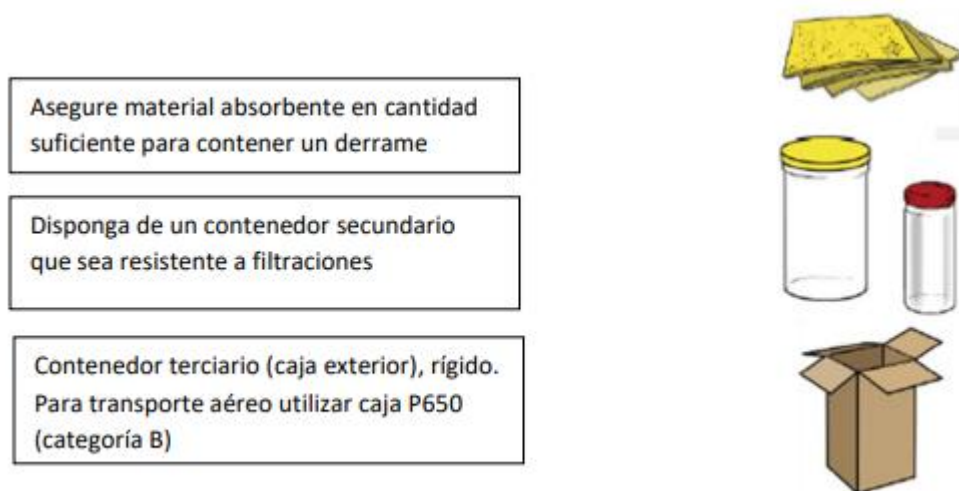 Asegure material absorbente en cantidad
suficiente para contener un derrame
Disponga de un contenedor secundario
que sea resistente a filtraciones
Contenedor terciario (caja exterior), rígido.
Para transporte aéreo utilizar caja P650
(categoría B)